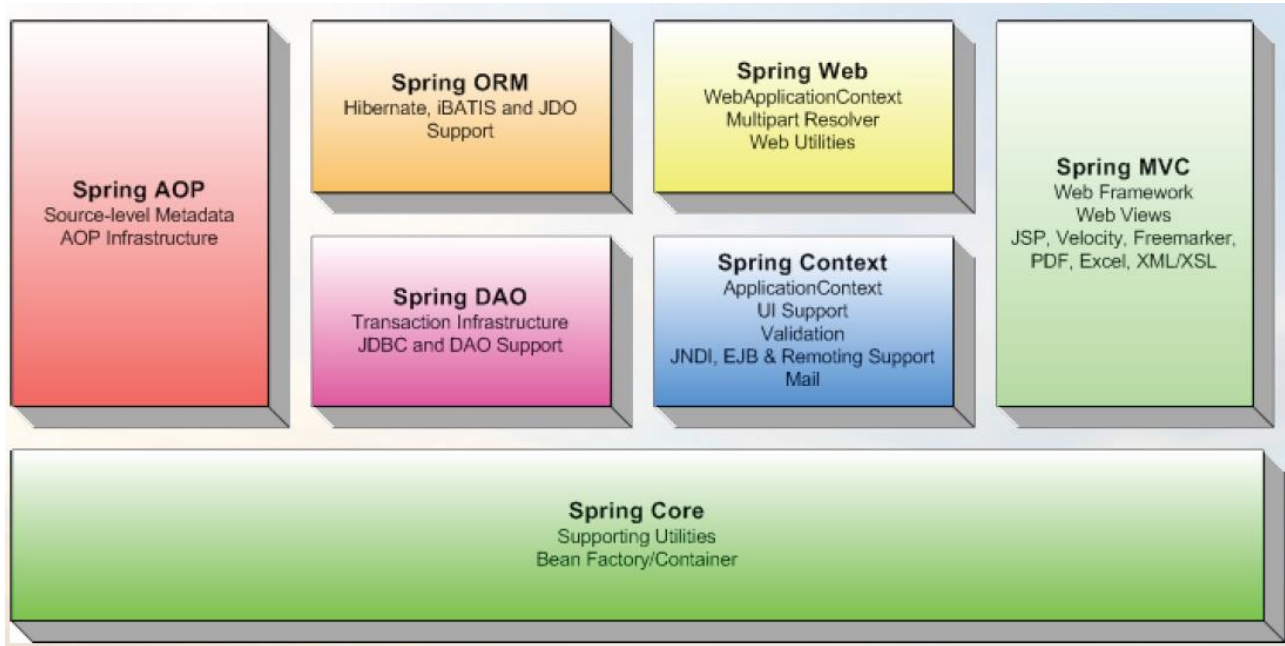 Spring AOP
Source-level Metadata
AOP Infrastructure
Spring ORM
Hibernate, iBATIS and JDO
Support
Spring DAO
Transaction Infrastructure
JDBC and DAO Support
Spring Web
WebApplicationContext
Multipart Resolver
Web Utilities
Spring Context
ApplicationContext
UI Support
Validation
JNDI, EJB & Remoting Support
Mail
Spring MVC
Web Framework
Web Views
JSP, Velocity, Freemarker,
PDF, Excel, XML/XSL
Spring Core
Supporting Utilities
Bean Factory/Container